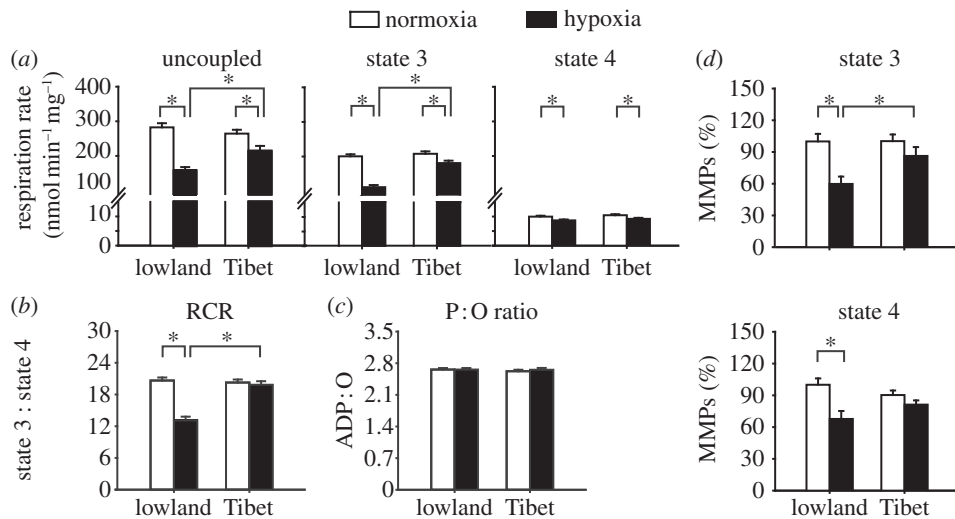 normoxia hypoxia
(a) uncoupled state 3 state 4
respiration rate
(nmol min⁻¹ mg⁻¹)
400
300
200
100
10
0
* * *
* * *
* *
lowland Tibet lowland Tibet lowland Tibet
(b) RCR
state 3 : state 4
30
24
18
12
6
0
* *
lowland Tibet
(c) P:O ratio
ADP:O
3.5
2.8
2.1
1.4
0.7
0
lowland Tibet
(d) state 3
MMPs (%)
150
120
90
60
30
0
* *
state 4
MMPs (%)
150
120
90
60
30
0
*
lowland Tibet